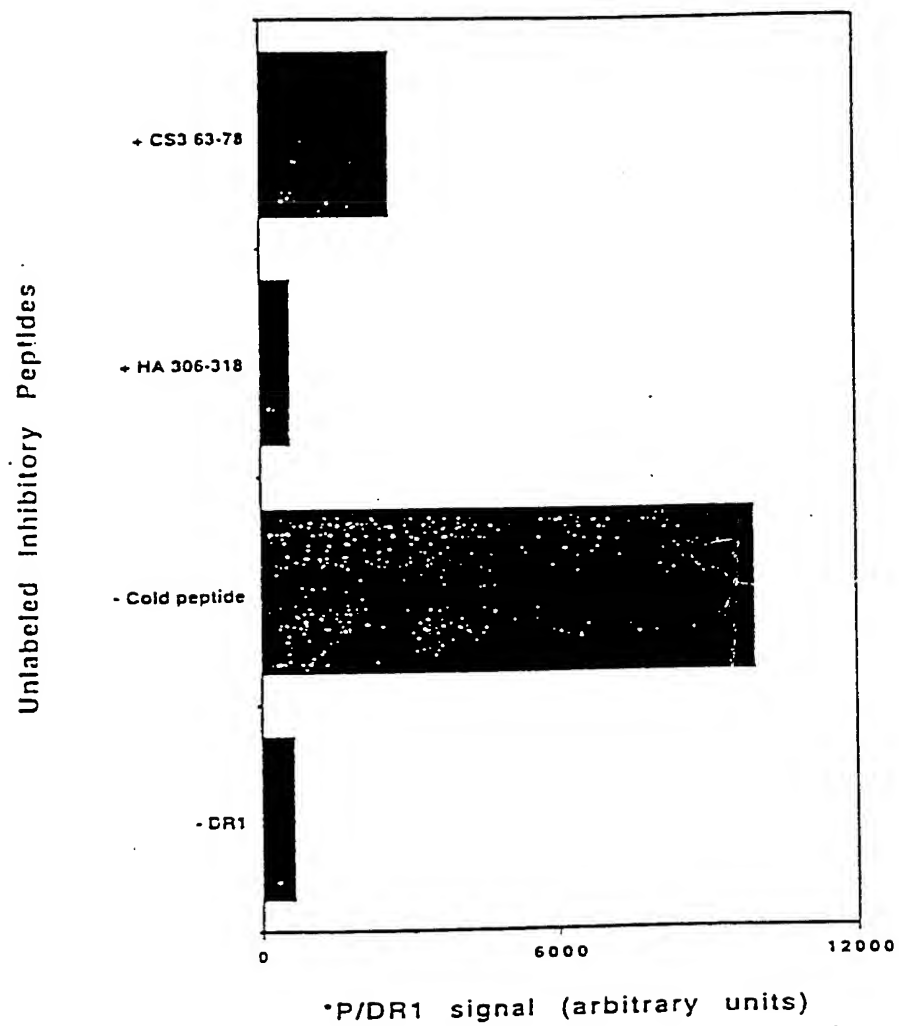 Unlabeled Inhibitory Peptides
+ CS3 63-78
+ HA 306-318
- Cold peptide
- DR1
0 6000 12000
*P/DR1 signal (arbitrary units)